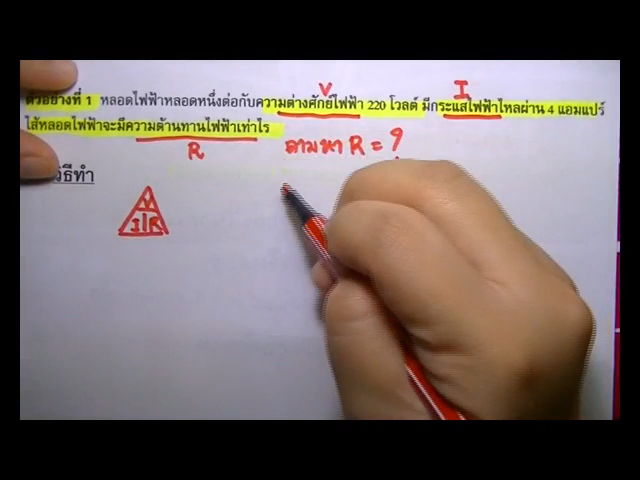 V I
ตัวอย่างที่ 1 หลอดไฟฟ้าหลอดหนึ่งต่อกับความต่างศักย์ไฟฟ้า 220 โวลต์ มีกระแสไฟฟ้าไหลผ่าน 4 แอมแปร์
ไส้หลอดไฟฟ้าจะมีความต้านทานไฟฟ้าเท่าไร
R ถามหา R = ?
วิธีทำ
V
I R